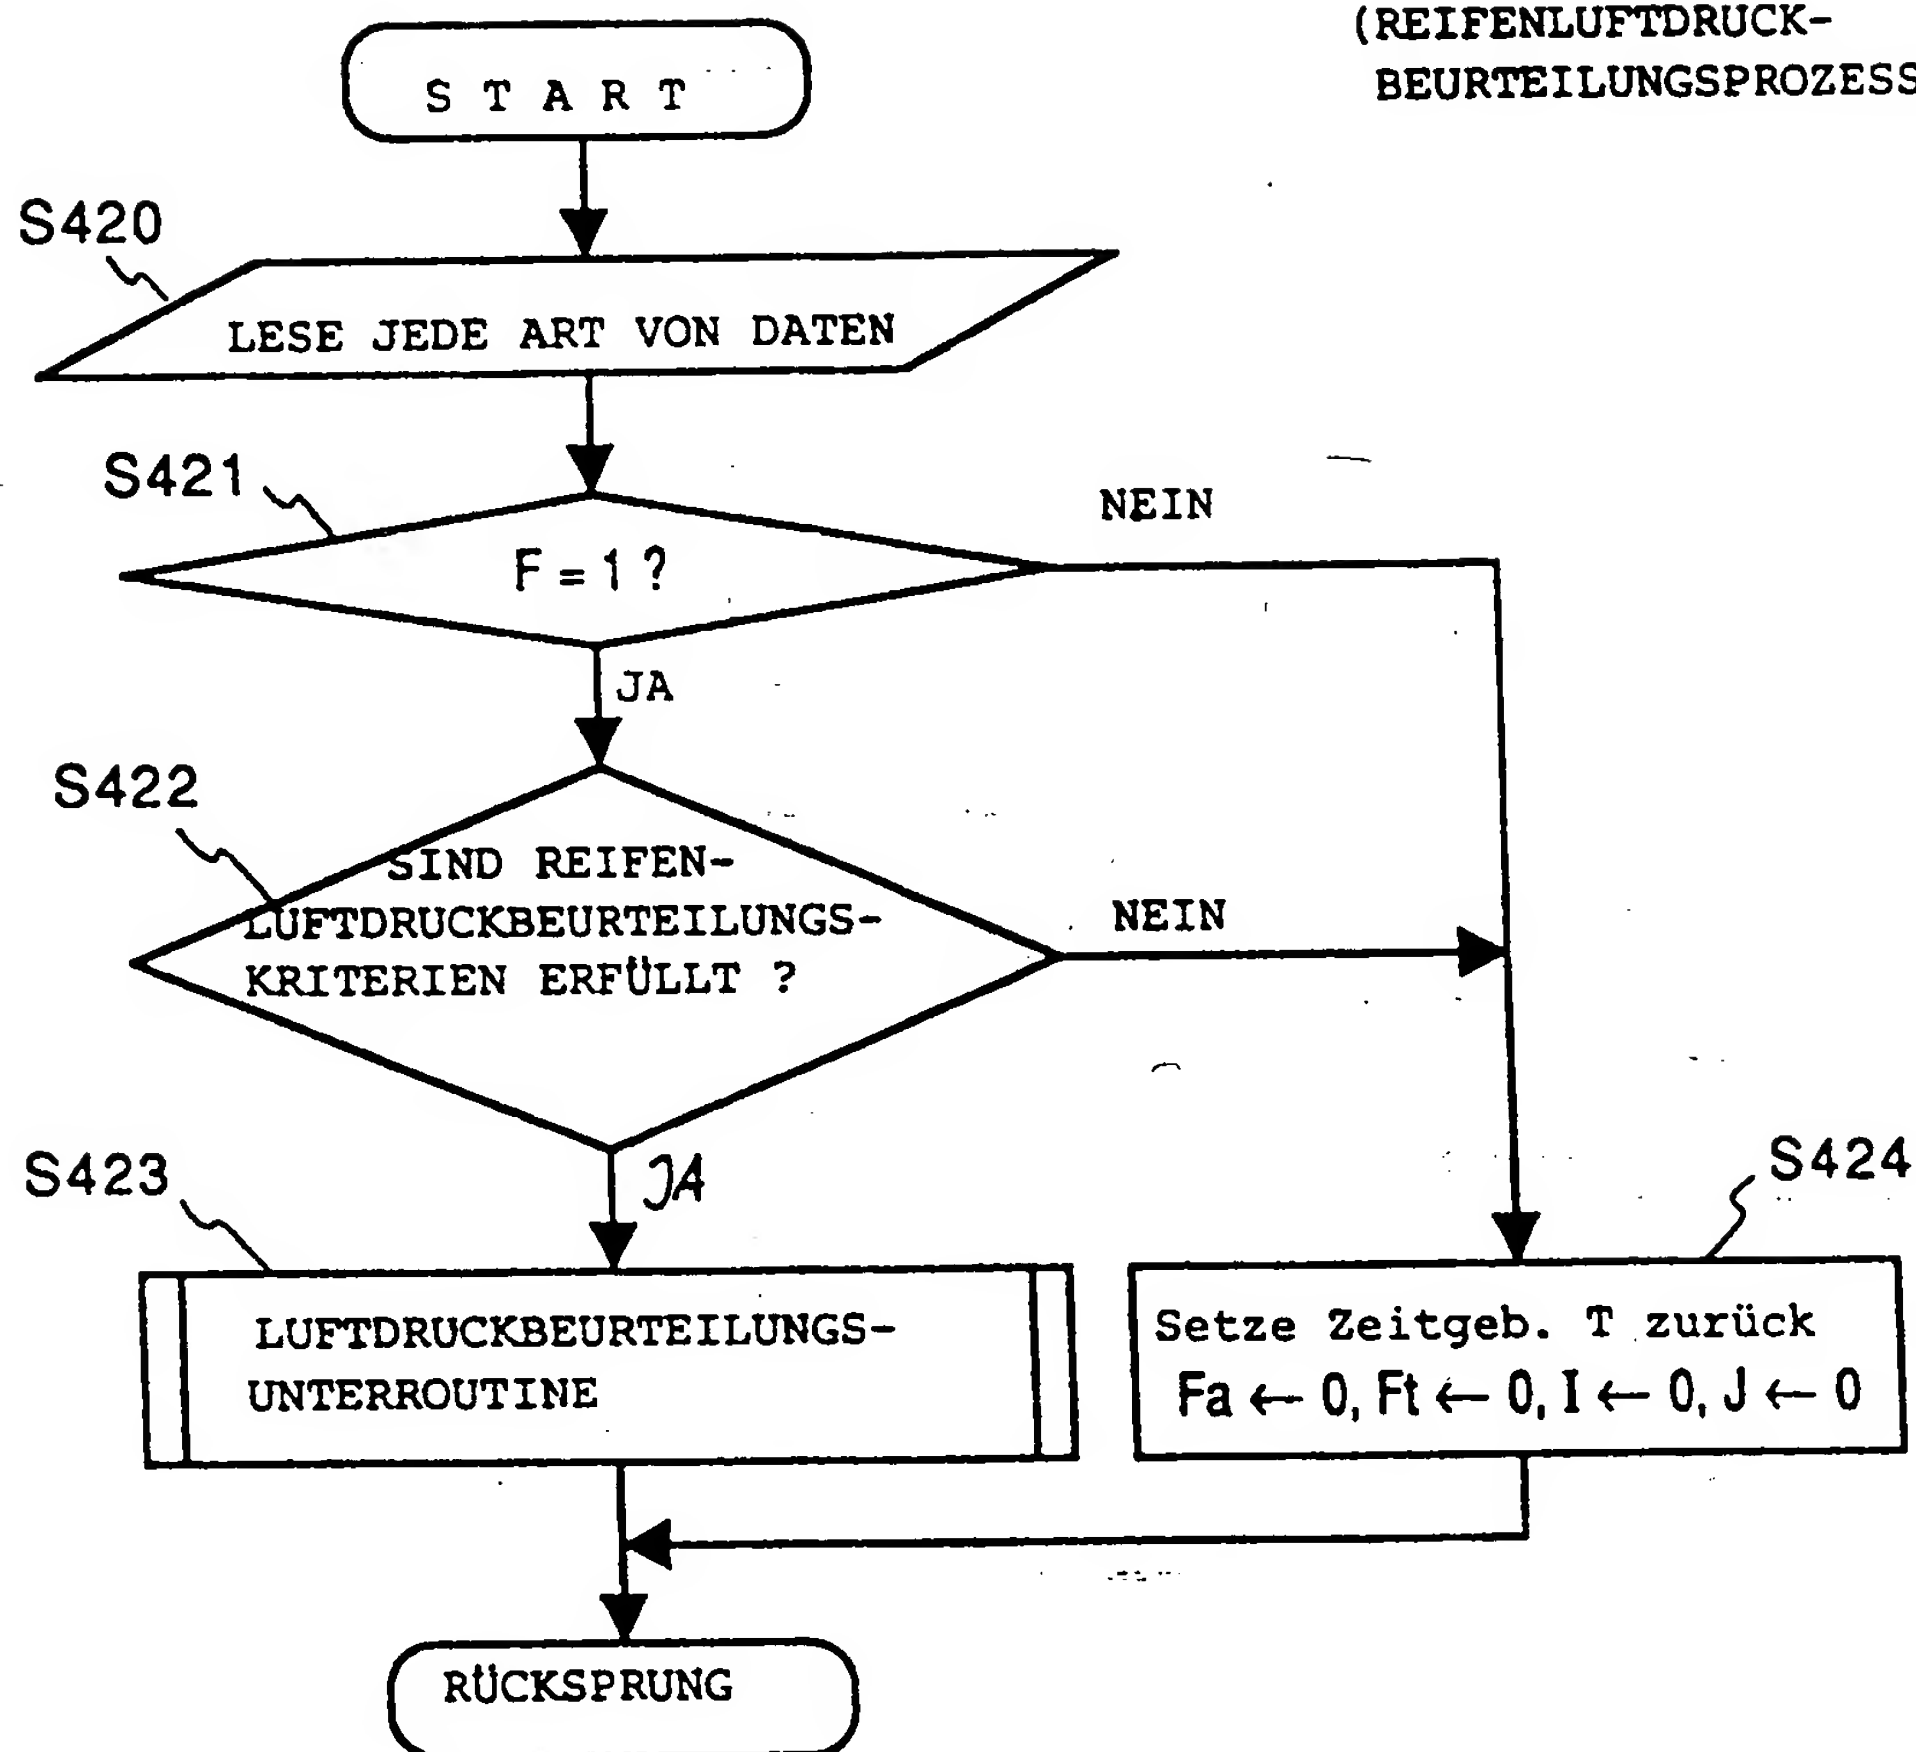 (REIFENLUFTDRUCK-
BEURTEILUNGSPROZESS
START
S420
LESE JEDE ART VON DATEN
S421
F = 1 ?
NEIN
JA
S422
SIND REIFEN-
LUFTDRUCKBEURTEILUNGS-
KRITERIEN ERFÜLLT ?
NEIN
JA
S423
LUFTDRUCKBEURTEILUNGS-
UNTERROUTINE
S424
Setze Zeitgeb. T zurück
Fa ← 0, Ft ← 0, I ← 0, J ← 0
RÜCKSPRUNG